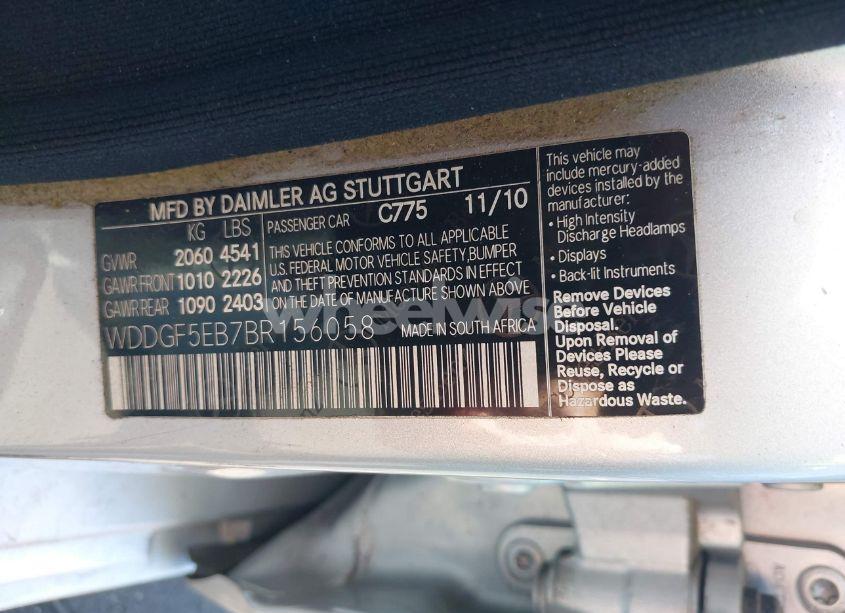 MFD BY DAIMLER AG STUTTGART
KG LBS
GVWR 2060 4541
GAWR FRONT 1010 2226
GAWR REAR 1090 2403
PASSENGER CAR C775 11/10
THIS VEHICLE CONFORMS TO ALL APPLICABLE
U.S. FEDERAL MOTOR VEHICLE SAFETY BUMPER
AND THEFT PREVENTION STANDARDS IN EFFECT
ON THE DATE OF MANUFACTURE SHOWN ABOVE
WDDGF5EB7BR156058
MADE IN SOUTH AFRICA
This vehicle may
include mercury-added
devices installed by the
manufacturer:
• High Intensity
Discharge Headlamps
• Displays
• Back-lit Instruments
Remove Devices
Before Vehicle
Disposal.
Upon Removal of
Devices Please
Reuse, Recycle or
Dispose as
Hazardous Waste.
wheelwise